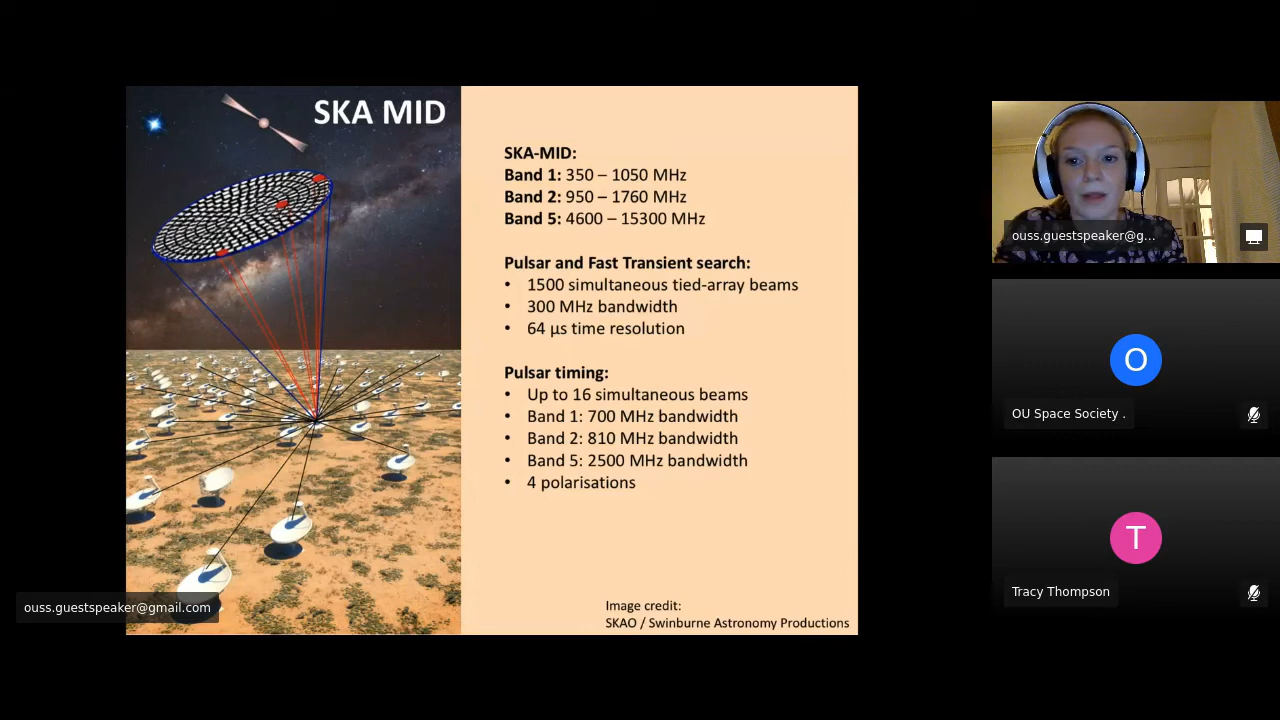 SKA MID
SKA-MID:
Band 1: 350 – 1050 MHz
Band 2: 950 – 1760 MHz
Band 5: 4600 – 15300 MHz
Pulsar and Fast Transient search:
• 1500 simultaneous tied-array beams
• 300 MHz bandwidth
• 64 µs time resolution
Pulsar timing:
• Up to 16 simultaneous beams
• Band 1: 700 MHz bandwidth
• Band 2: 810 MHz bandwidth
• Band 5: 2500 MHz bandwidth
• 4 polarisations
Image credit:
SKAO / Swinburne Astronomy Productions
ouss.guestspeaker@gmail.com
ouss.guestspeaker@g...
O
OU Space Society .
T
Tracy Thompson